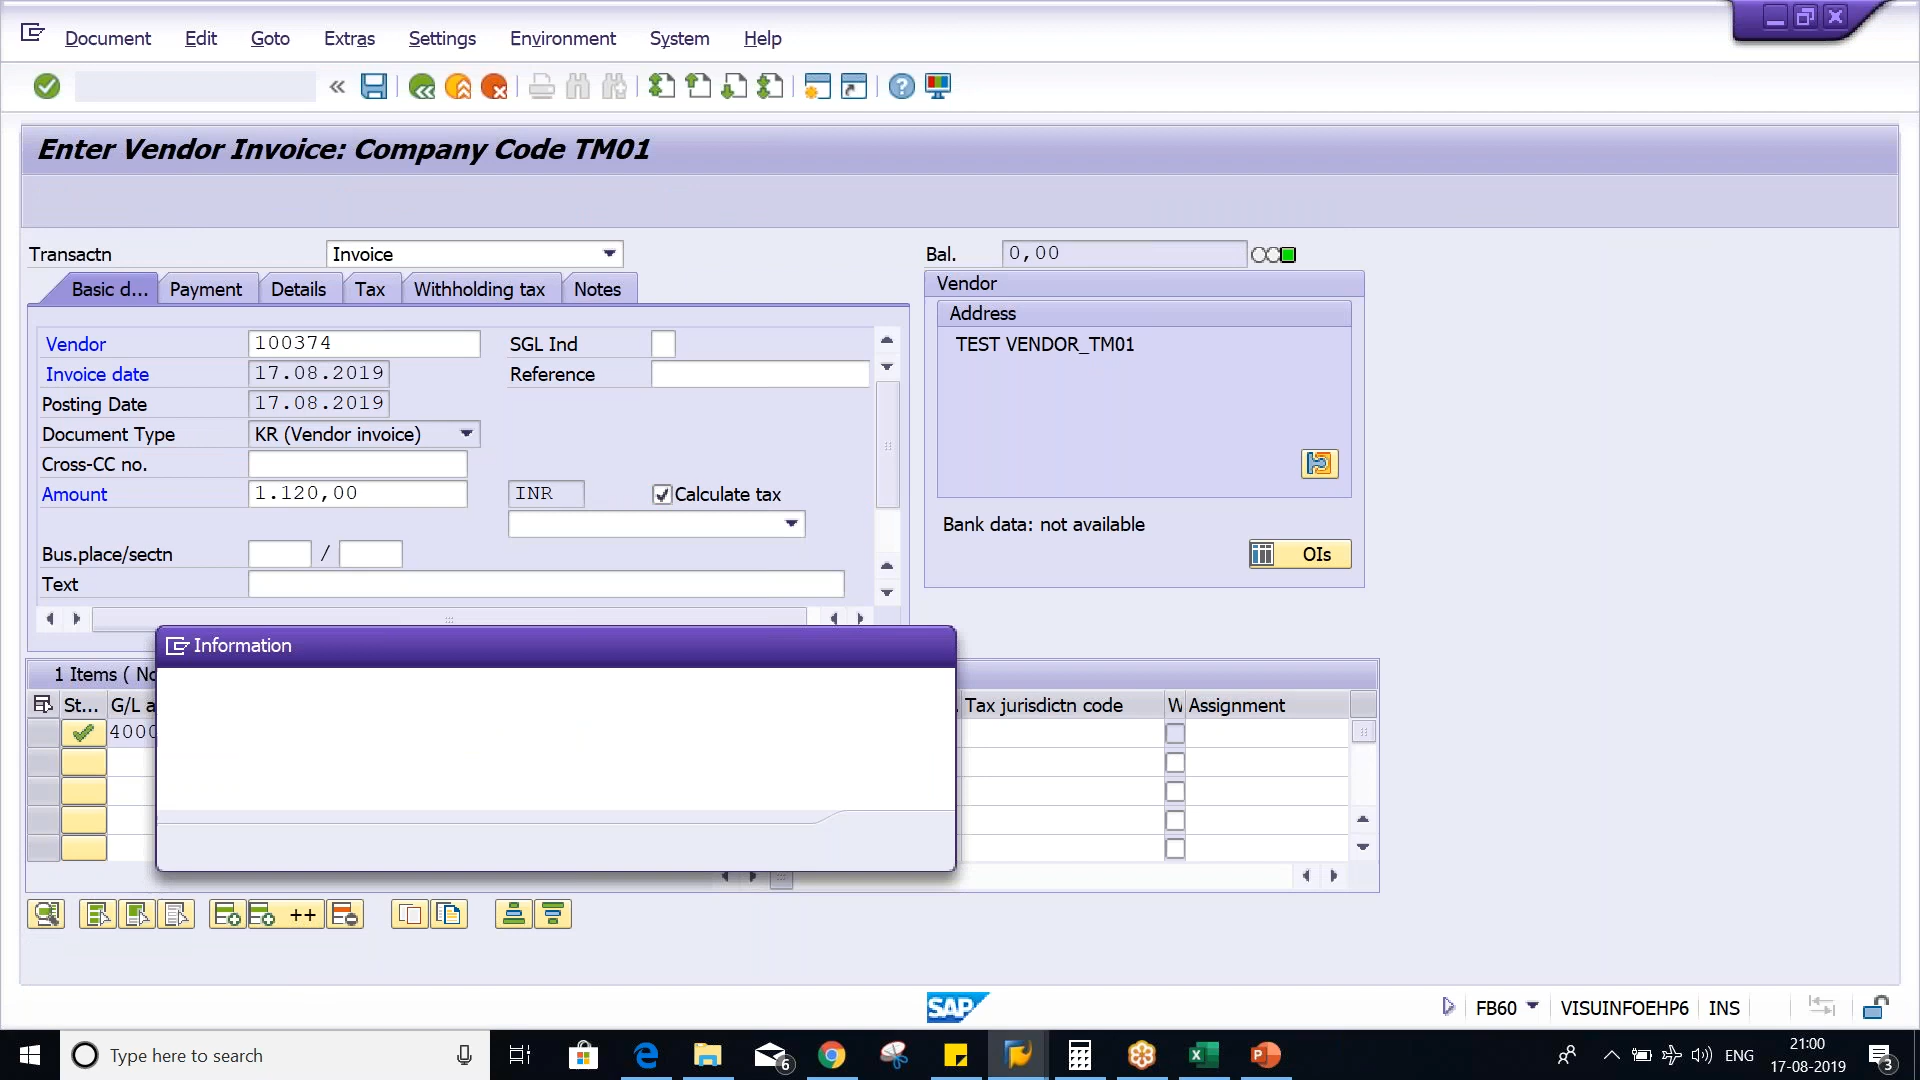 Document Edit Goto Extras Settings Environment System Help
Enter Vendor Invoice: Company Code TM01
Transactn Invoice Bal. 0,00
Basic d... Payment Details Tax Withholding tax Notes
Vendor
Address
TEST VENDOR_TM01
Vendor 100374 SGL Ind
Invoice date 17.08.2019 Reference
Posting Date 17.08.2019
Document Type KR (Vendor invoice)
Cross-CC no.
Amount 1.120,00 INR Calculate tax
Bus.place/sectn /
Text
Bank data: not available
OIs
Information
1 Items ( No
St... G/L a . Tax jurisdictn code W Assignment
4000
++
SAP FB60 VISUINFOEHP6 INS
Type here to search 6 ENG 21:00
17-08-2019 3